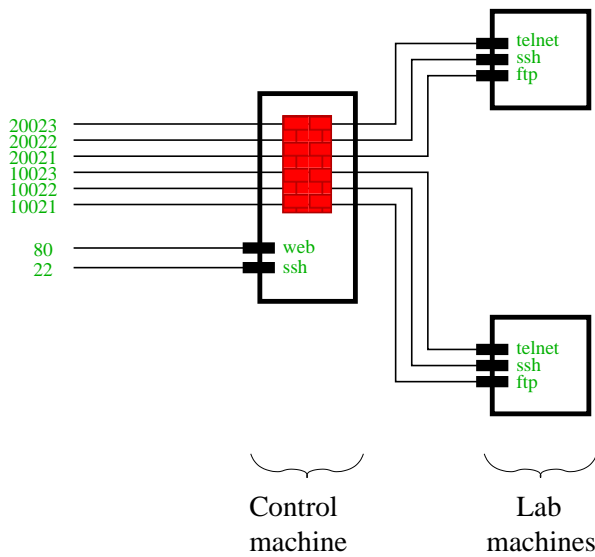 telnet
ssh
ftp
20023
20022
20021
10023
10022
10021
80
web
22
ssh
telnet
ssh
ftp
Control
machine
Lab
machines